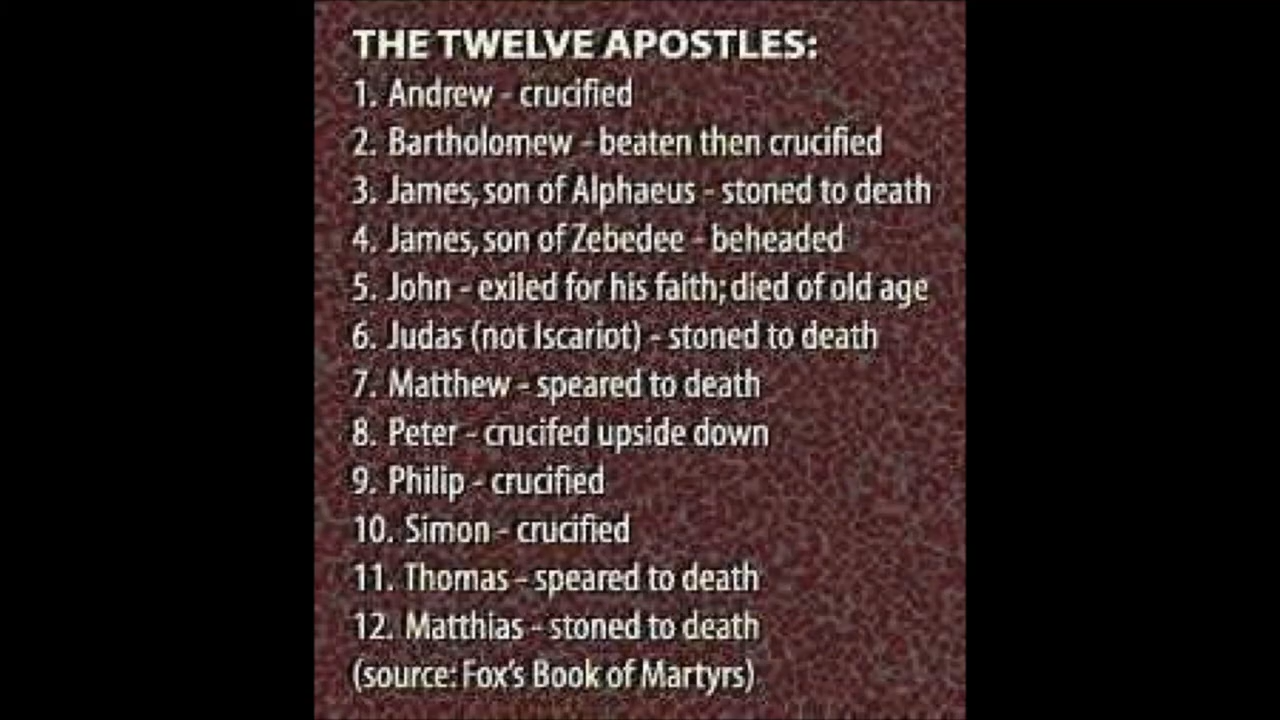 THE TWELVE APOSTLES:
1. Andrew - crucified
2. Bartholomew - beaten then crucified
3. James, son of Alphaeus - stoned to death
4. James, son of Zebedee - beheaded
5. John - exiled for his faith; died of old age
6. Judas (not Iscariot) - stoned to death
7. Matthew - speared to death
8. Peter - crucifed upside down
9. Philip - crucified
10. Simon - crucified
11. Thomas - speared to death
12. Matthias - stoned to death
(source: Fox's Book of Martyrs)